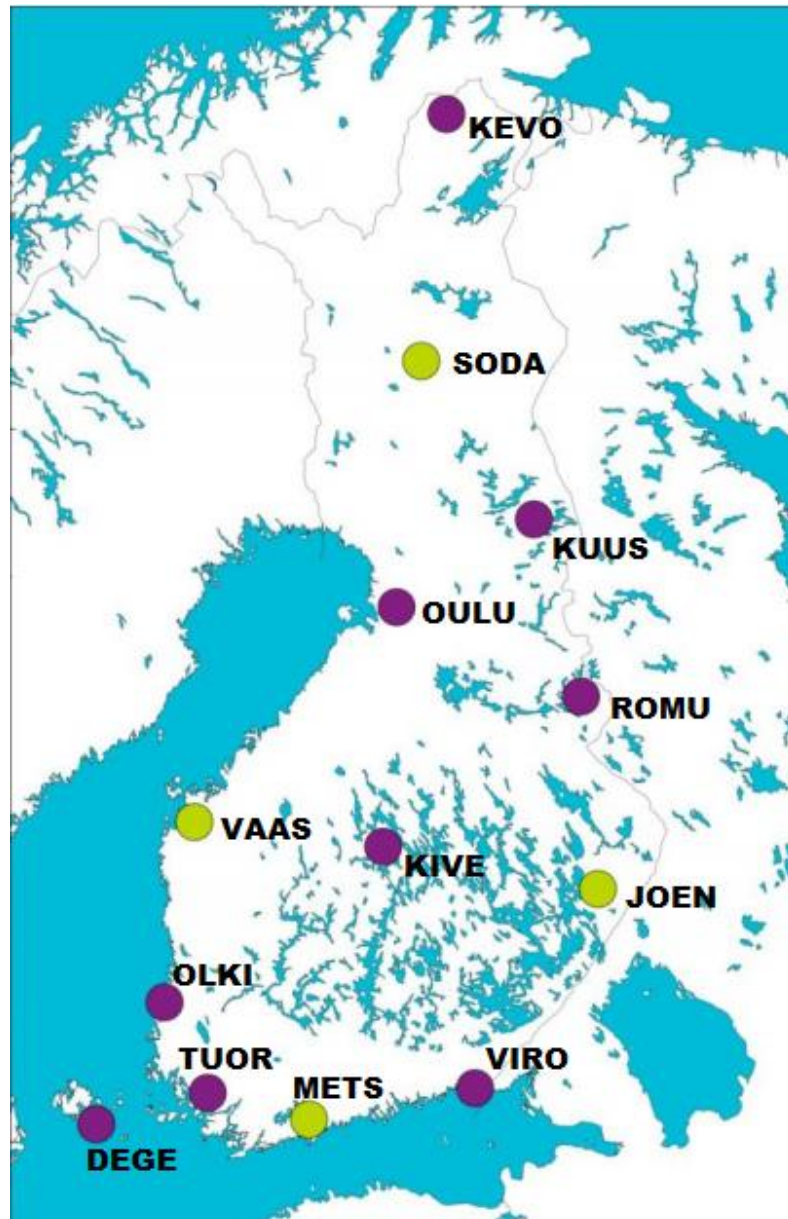 KEVO
SODA
KUUS
OULU
ROMU
VAAS
KIVE
JOEN
OLKI
TUOR
METS
VIRO
DEGE